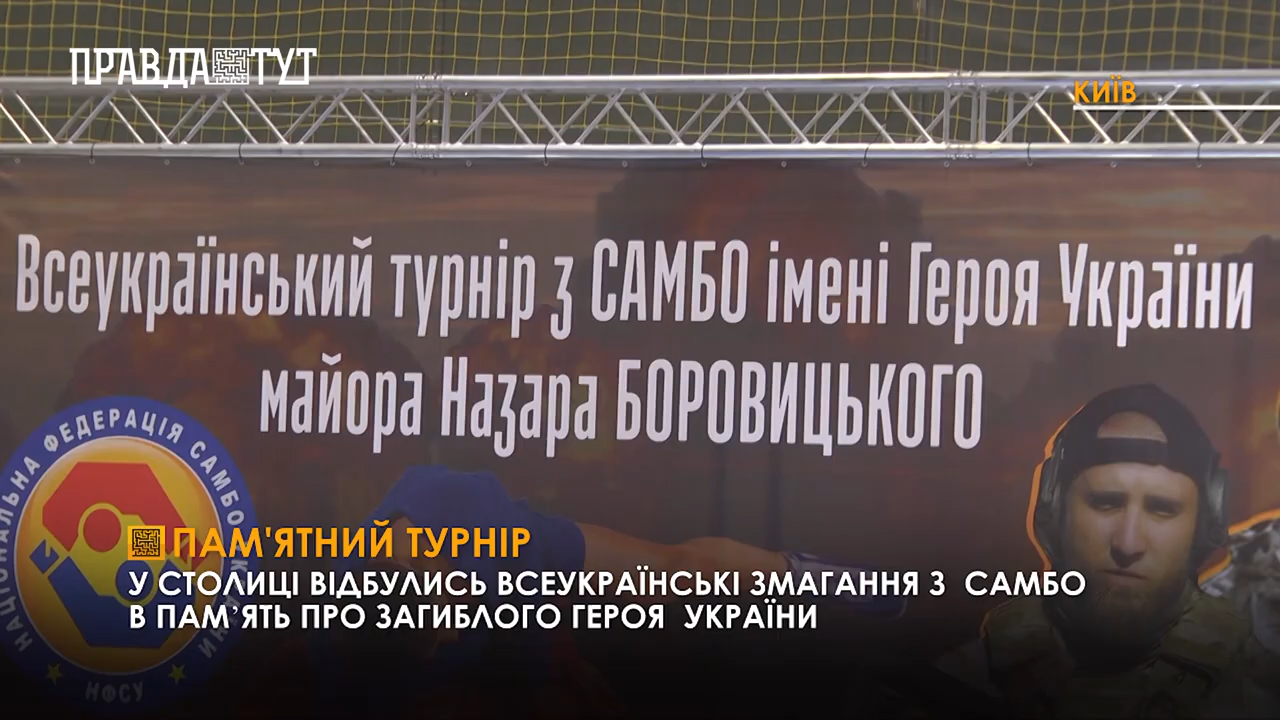 ПРАВДА ТУТ
КИЇВ
Всеукраїнський турнір з САМБО імені Героя України
майора Назара БОРОВИЦЬКОГО
НАЦІОНАЛЬНА ФЕДЕРАЦІЯ САМБО УКРАЇНИ
НФСУ
ПАМ'ЯТНИЙ ТУРНІР
У СТОЛИЦІ ВІДБУЛИСЬ ВСЕУКРАЇНСЬКІ ЗМАГАННЯ З САМБО
В ПАМ’ЯТЬ ПРО ЗАГИБЛОГО ГЕРОЯ УКРАЇНИ